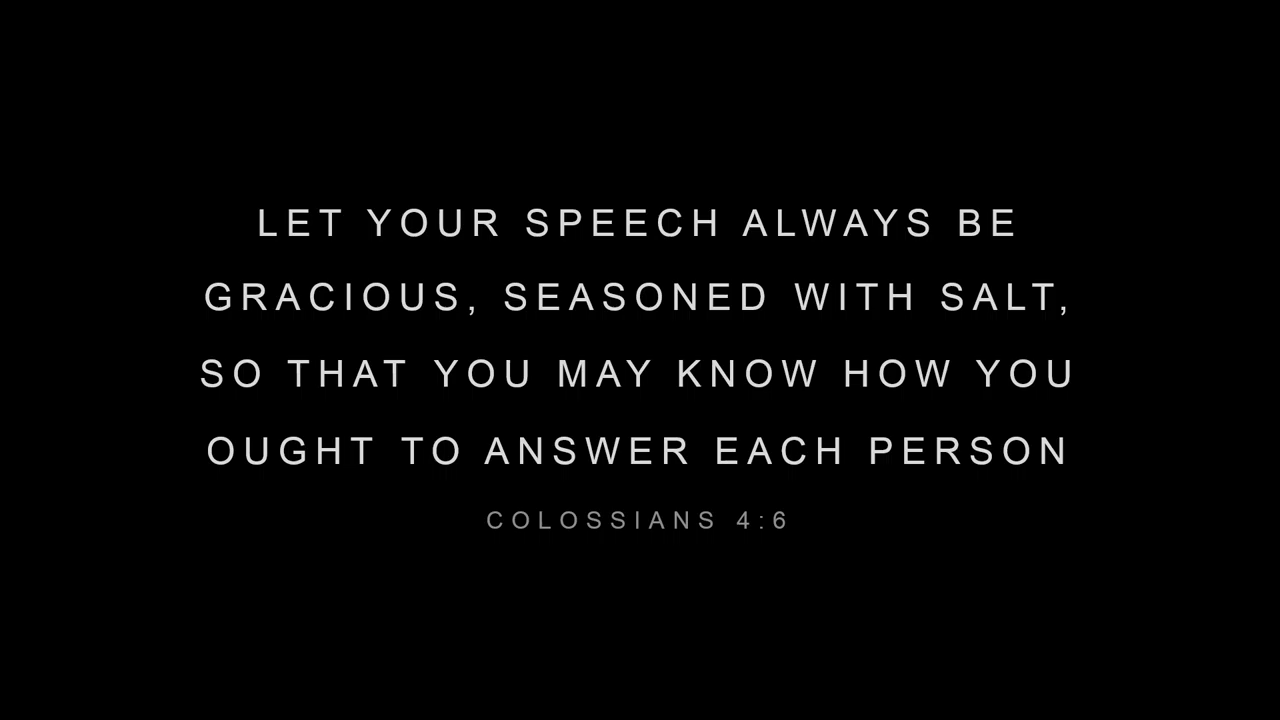 LET YOUR SPEECH ALWAYS BE
GRACIOUS, SEASONED WITH SALT,
SO THAT YOU MAY KNOW HOW YOU
OUGHT TO ANSWER EACH PERSON
COLOSSIANS 4:6